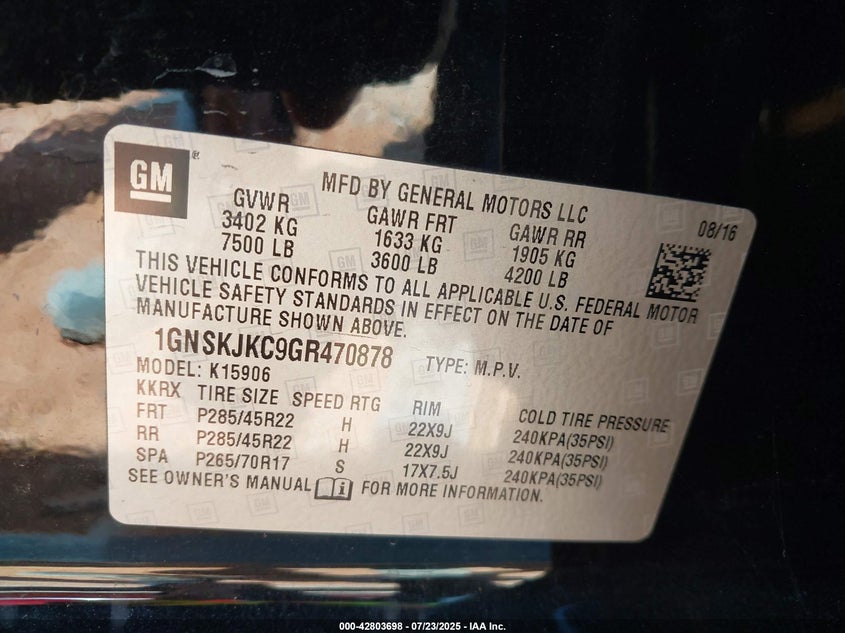 GM
MFD BY GENERAL MOTORS LLC
08/16
GVWR GAWR FRT GAWR RR
3402 KG 1633 KG 1905 KG
7500 LB 3600 LB 4200 LB
THIS VEHICLE CONFORMS TO ALL APPLICABLE U.S. FEDERAL MOTOR
VEHICLE SAFETY STANDARDS IN EFFECT ON THE DATE OF
MANUFACTURE SHOWN ABOVE.
1GNSKJKC9GR470878 TYPE: M.P.V.
MODEL: K15906
KKRX TIRE SIZE SPEED RTG RIM COLD TIRE PRESSURE
FRT P285/45R22 H 22X9J 240KPA(35PSI)
RR P285/45R22 H 22X9J 240KPA(35PSI)
SPA P265/70R17 S 17X7.5J 240KPA(35PSI)
SEE OWNER'S MANUAL FOR MORE INFORMATION.
000-42803698 - 07/23/2025 - IAA Inc.